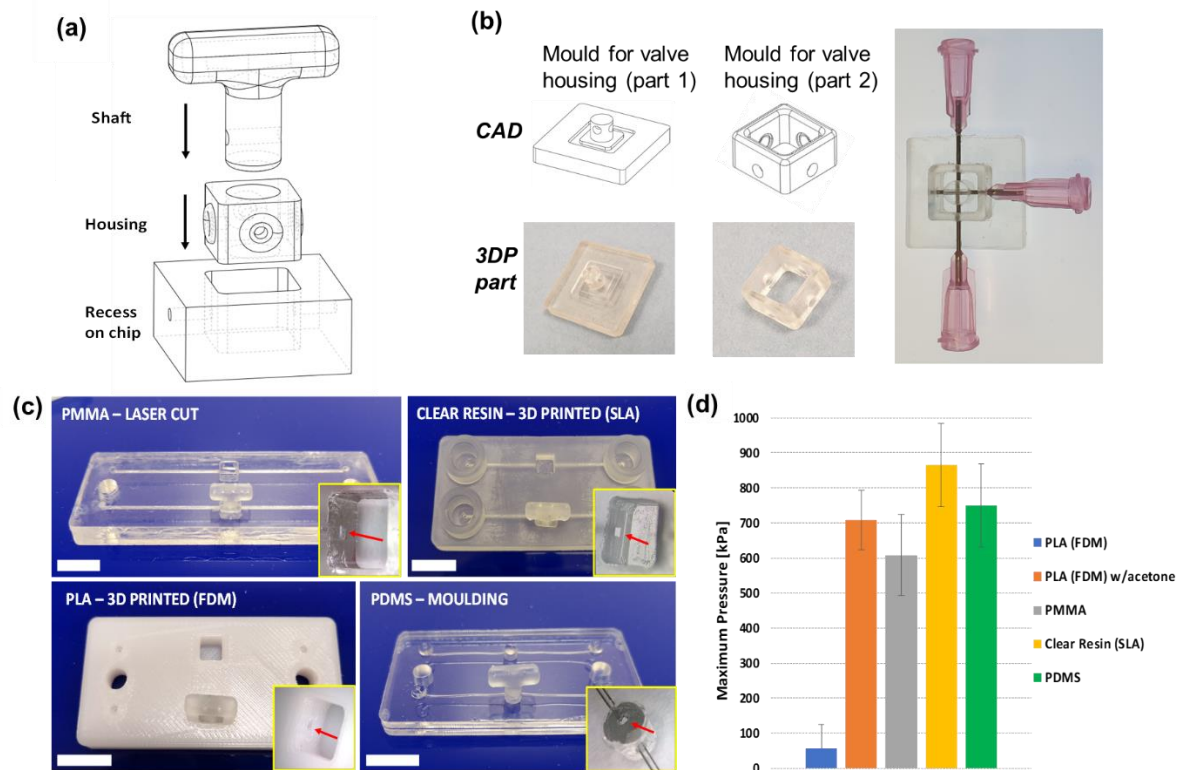 (a)
Shaft
Housing
Recess
on chip
(b)
Mould for valve
housing (part 1)
Mould for valve
housing (part 2)
CAD
3DP
part
(c)
PMMA – LASER CUT
CLEAR RESIN – 3D PRINTED (SLA)
PLA – 3D PRINTED (FDM)
PDMS – MOULDING
(d)
Maximum Pressure [kPa]
1000
900
800
700
600
500
400
300
200
100
0
PLA (FDM)
PLA (FDM) w/acetone
PMMA
Clear Resin (SLA)
PDMS